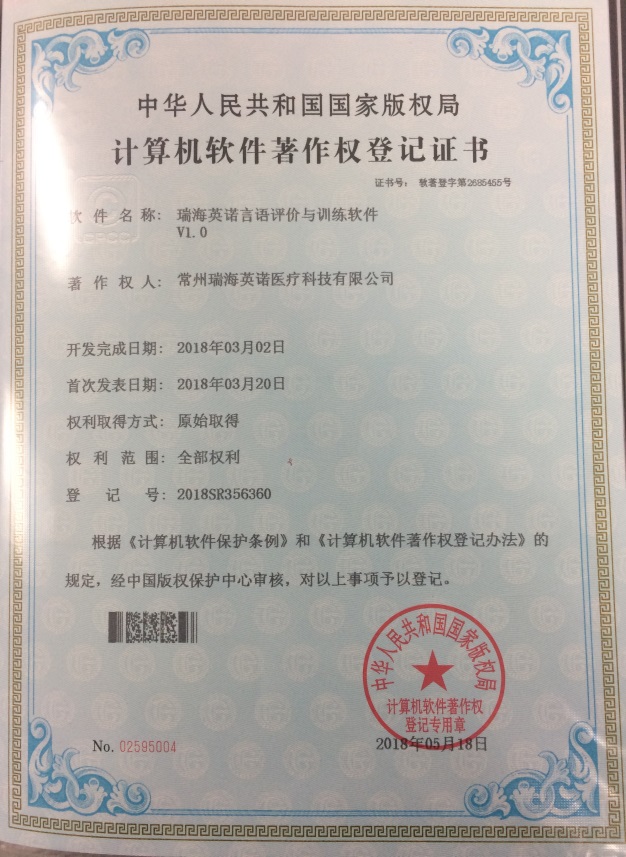 中华人民共和国国家版权局
计算机软件著作权登记证书
证书号： 软著登字第2685455号
软件名称： 瑞海英诺言语评价与训练软件
V1.0
著作权人： 常州瑞海英诺医疗科技有限公司
开发完成日期： 2018年03月02日
首次发表日期： 2018年03月20日
权利取得方式： 原始取得
权利范围： 全部权利
登记号： 2018SR356360
根据《计算机软件保护条例》和《计算机软件著作权登记办法》的
规定，经中国版权保护中心审核，对以上事项予以登记。
中华人民共和国国家版权局
计算机软件著作权
登记专用章
No. 02595004
2018年05月18日